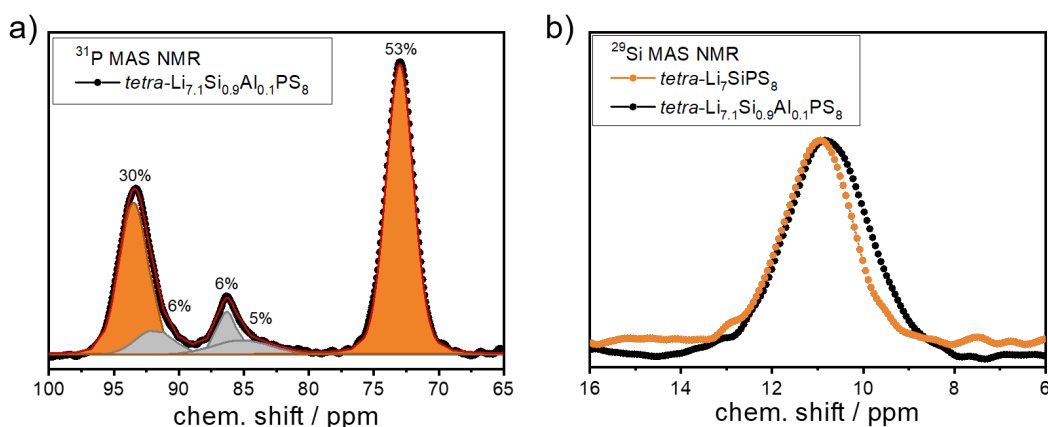 a)
³¹P MAS NMR
tetra-Li₇.₁Si₀.₉Al₀.₁PS₈
53%
30%
6%
6%
5%
100 95 90 85 80 75 70 65
chem. shift / ppm
b)
²⁹Si MAS NMR
tetra-Li₇SiPS₈
tetra-Li₇.₁Si₀.₉Al₀.₁PS₈
16 14 12 10 8 6
chem. shift / ppm